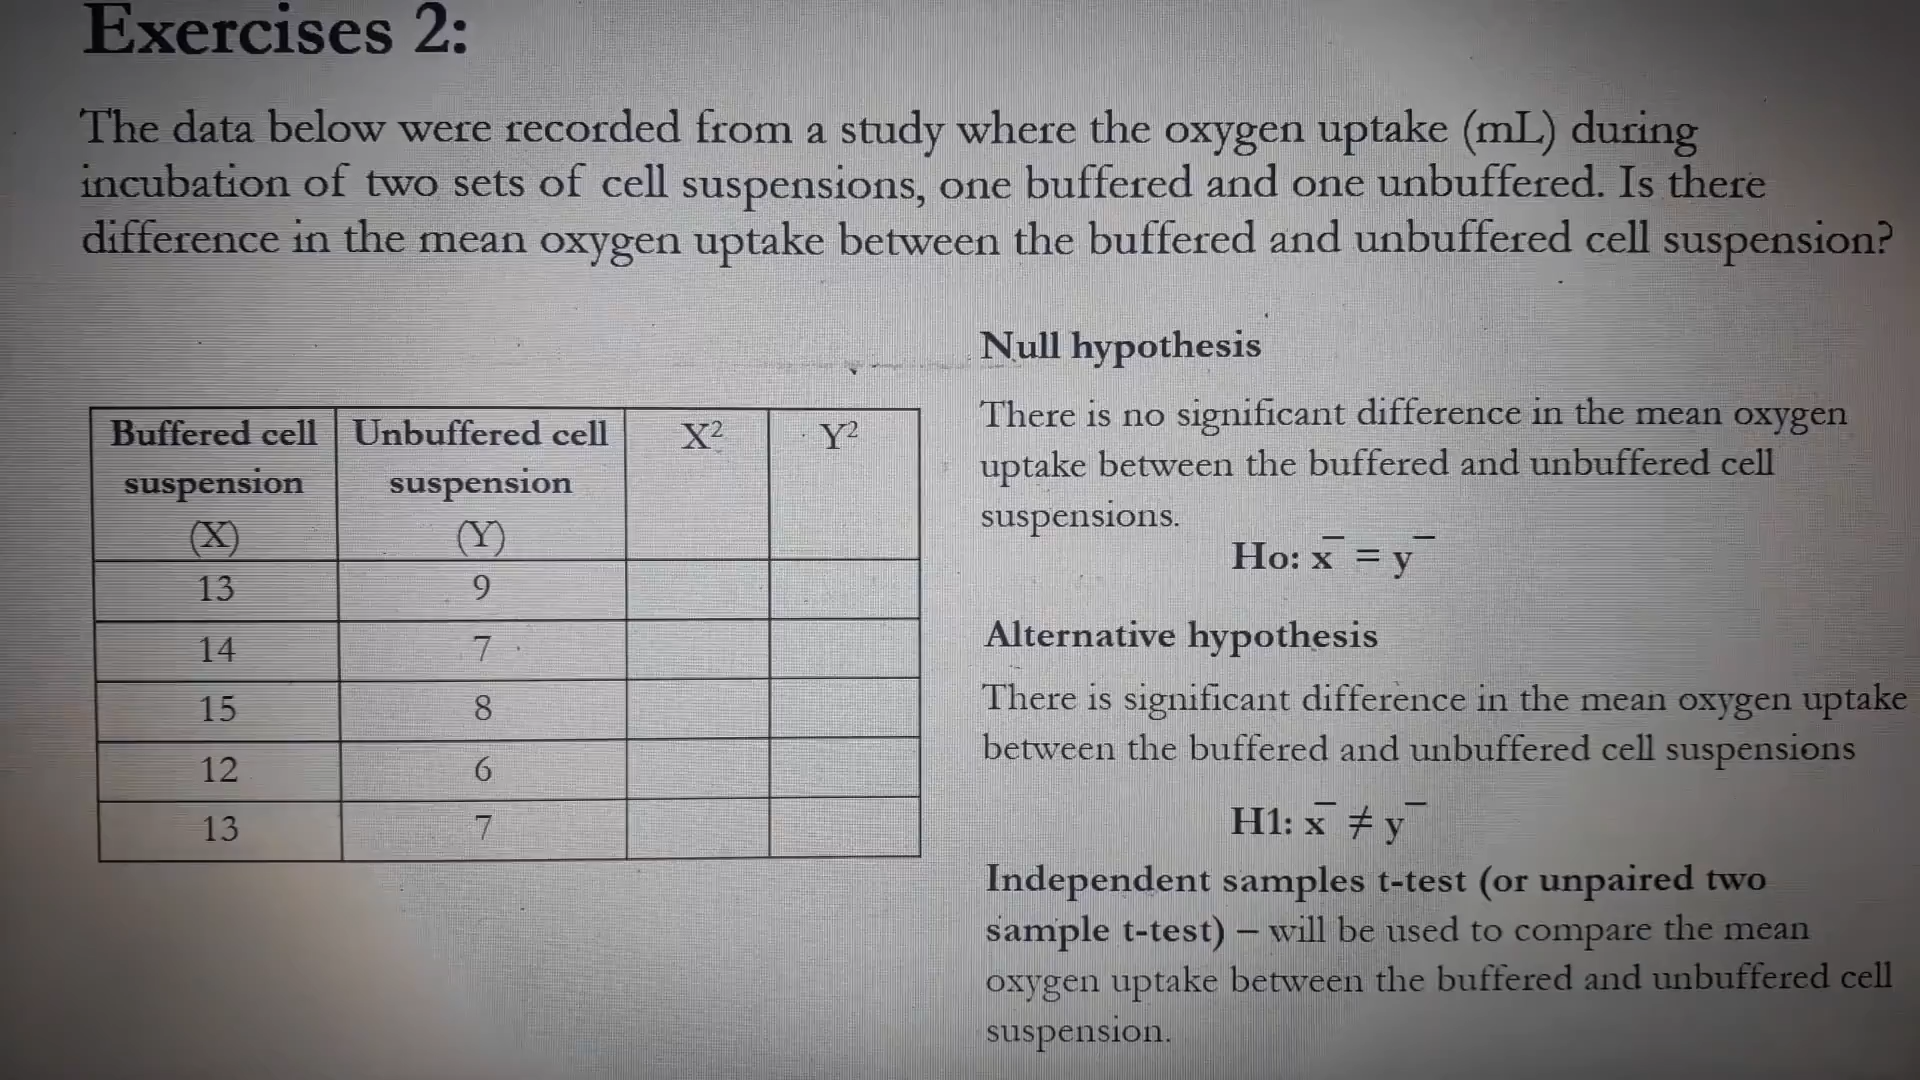 Exercises 2:
The data below were recorded from a study where the oxygen uptake (mL) during
incubation of two sets of cell suspensions, one buffered and one unbuffered. Is there
difference in the mean oxygen uptake between the buffered and unbuffered cell suspension?
Buffered cell suspension (X) Unbuffered cell suspension (Y) X² Y²
13 9
14 7
15 8
12 6
13 7
Null hypothesis
There is no significant difference in the mean oxygen
uptake between the buffered and unbuffered cell
suspensions.
Ho: x¯ = y¯
Alternative hypothesis
There is significant difference in the mean oxygen uptake
between the buffered and unbuffered cell suspensions
H1: x¯ ≠ y¯
Independent samples t-test (or unpaired two
sample t-test) – will be used to compare the mean
oxygen uptake between the buffered and unbuffered cell
suspension.